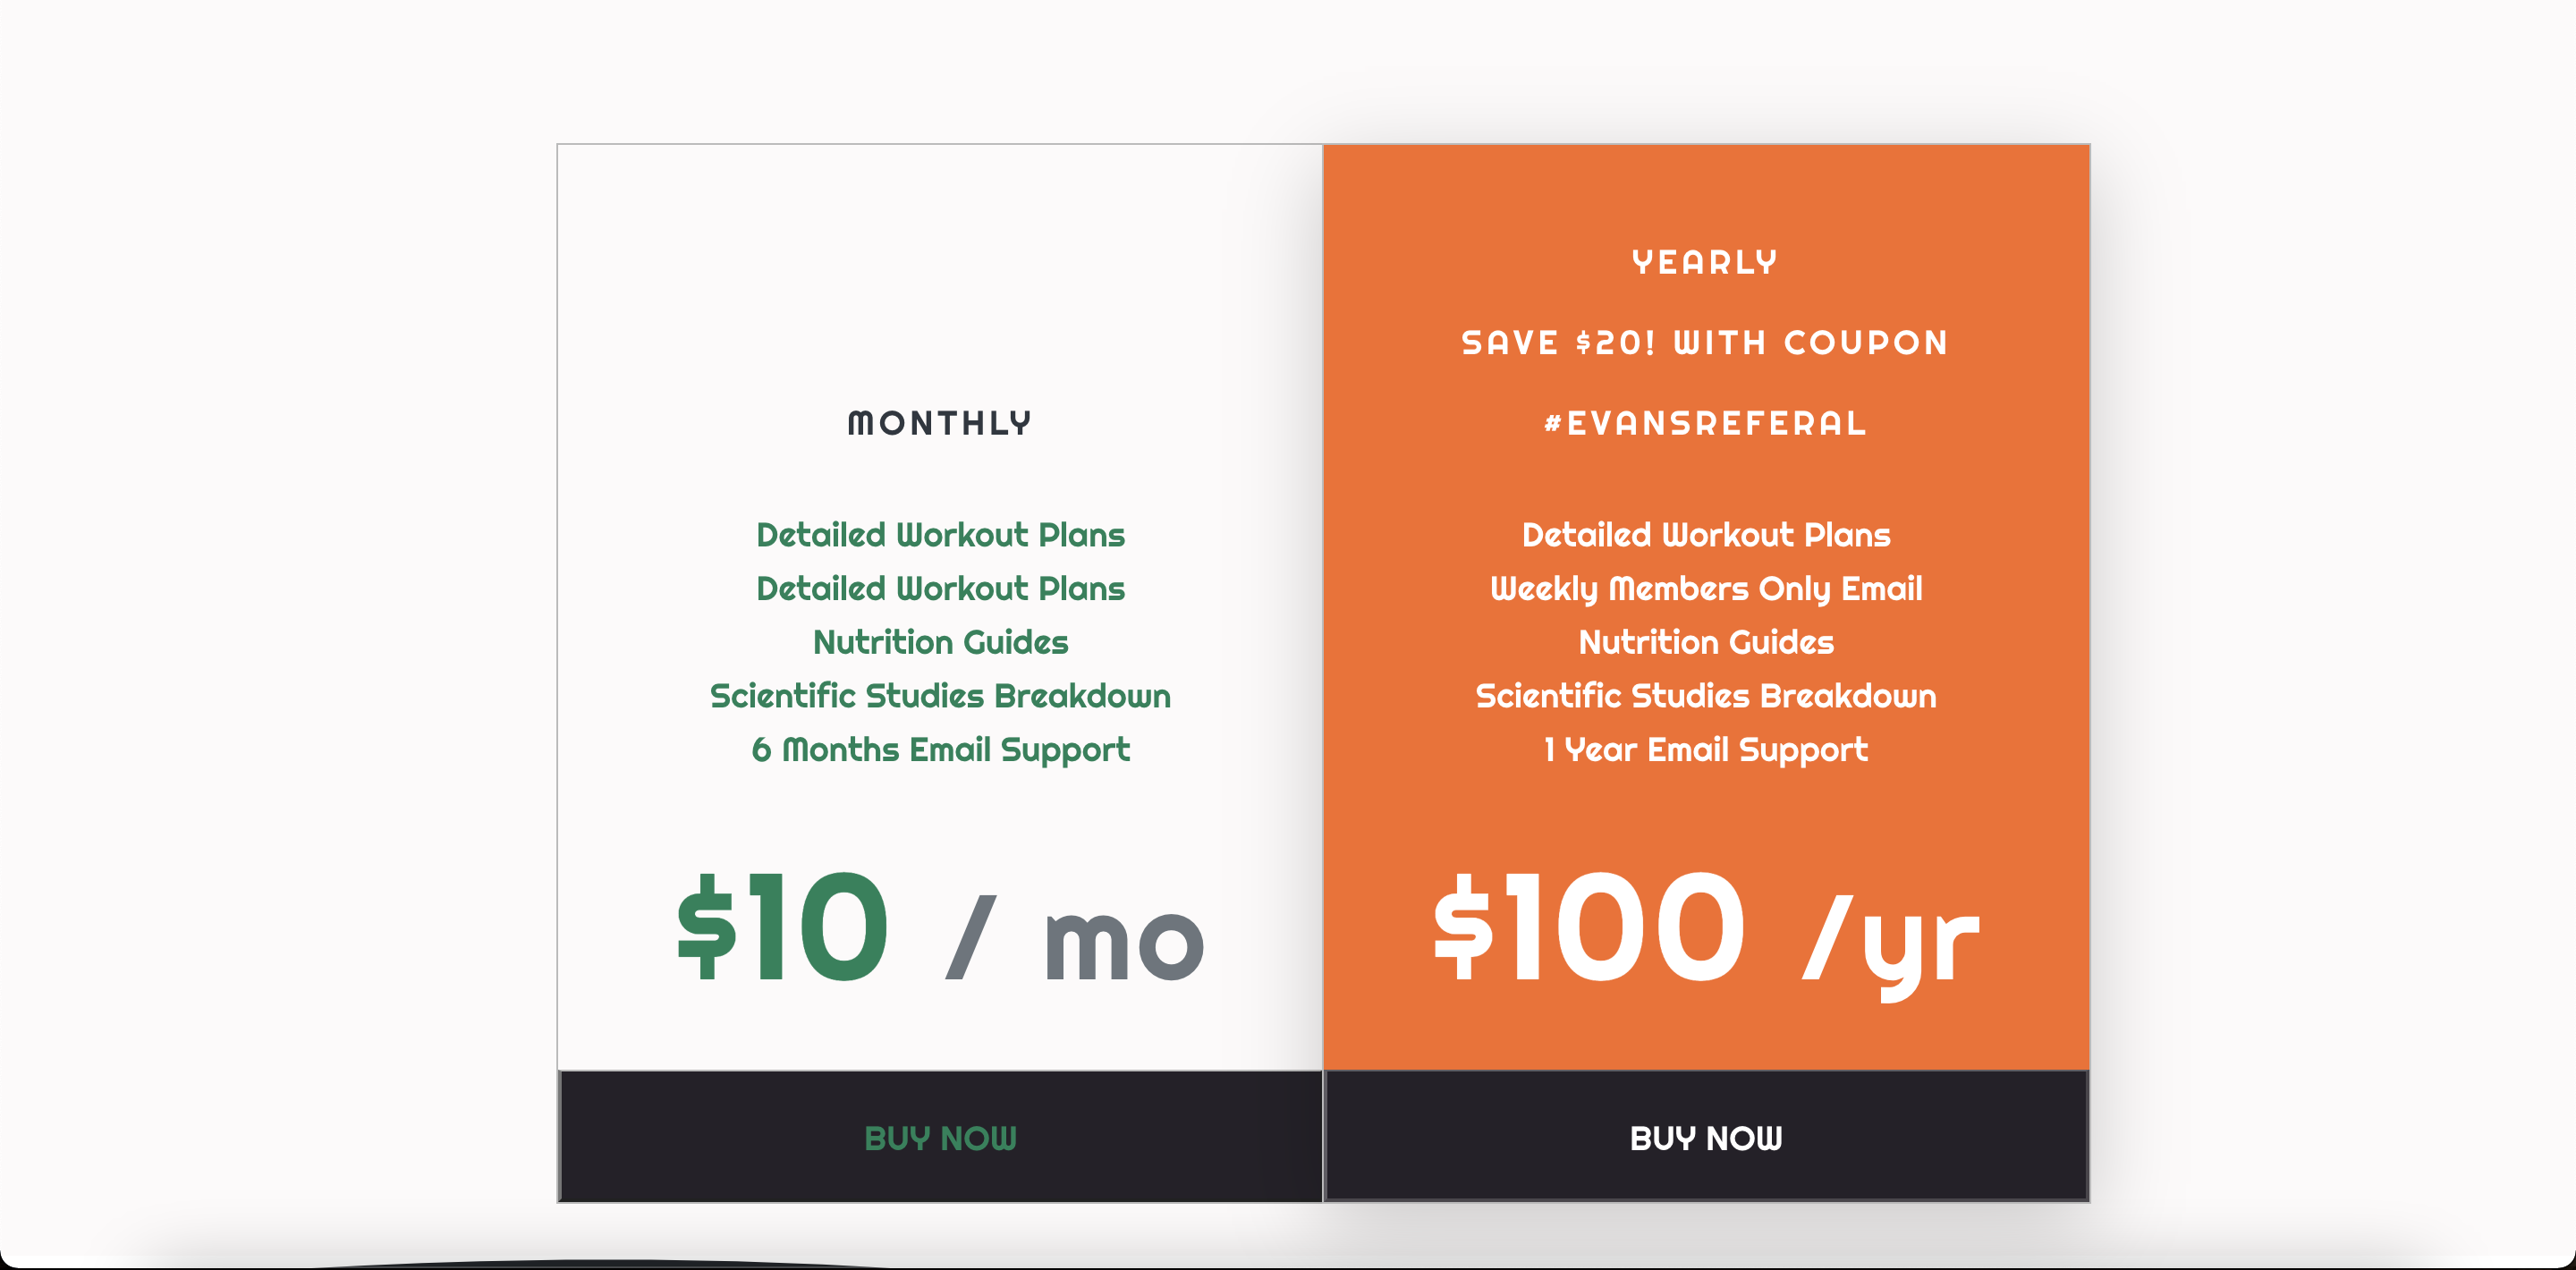 MONTHLY
Detailed Workout Plans
Detailed Workout Plans
Nutrition Guides
Scientific Studies Breakdown
6 Months Email Support
$10 / mo
BUY NOW
YEARLY
SAVE $20! WITH COUPON
#EVANSREFERAL
Detailed Workout Plans
Weekly Members Only Email
Nutrition Guides
Scientific Studies Breakdown
1 Year Email Support
$100 /yr
BUY NOW